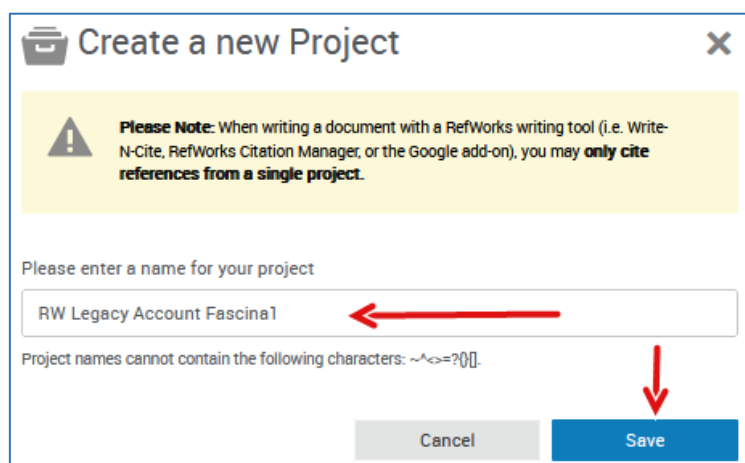 Create a new Project
Please Note: When writing a document with a RefWorks writing tool (i.e. Write-
N-Cite, RefWorks Citation Manager, or the Google add-on), you may only cite
references from a single project.
Please enter a name for your project
RW Legacy Account Fascina1
Project names cannot contain the following characters: ~^<>=?{}[].
Cancel
Save